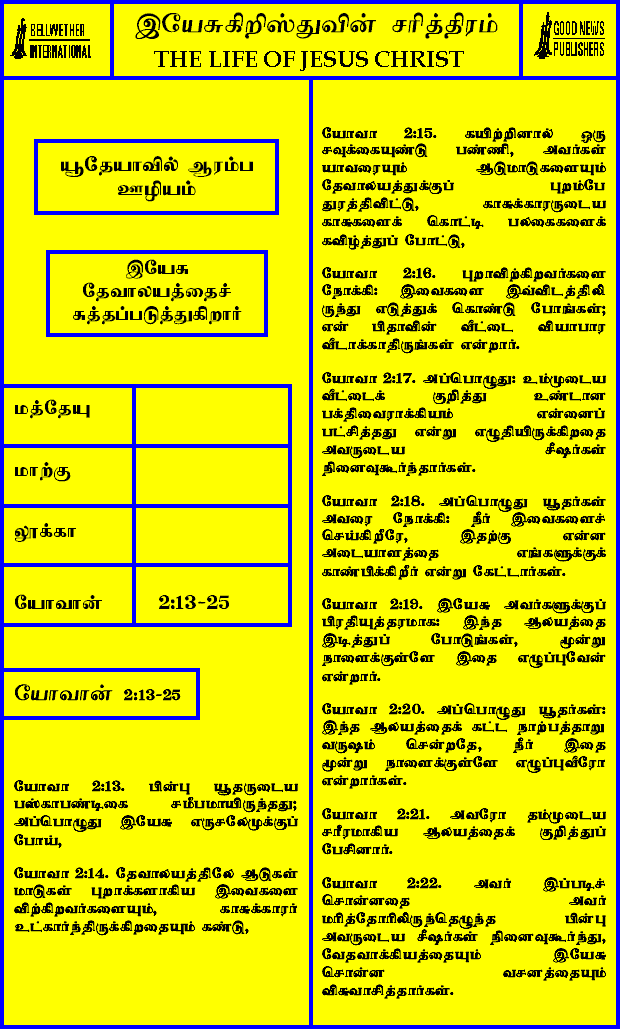 BELLWETHER
INTERNATIONAL
இயேசுகிறிஸ்துவின் சரித்திரம்
THE LIFE OF JESUS CHRIST
GOOD NEWS
PUBLISHERS
யூதேயாவில் ஆரம்ப
ஊழியம்
இயேசு
தேவாலயத்தைச்
சுத்தப்படுத்துகிறார்
மத்தேயு
மாற்கு
லூக்கா
யோவான் 2:13-25
யோவான் 2:13-25
யோவா 2:13. பின்பு யூதருடைய
பஸ்காபண்டிகை சமீபமாயிருந்தது;
அப்பொழுது இயேசு எருசலேமுக்குப்
போய்,
யோவா 2:14. தேவாலயத்திலே ஆடுகள்
மாடுகள் புறாக்களாகிய இவைகளை
விற்கிறவர்களையும், காசுக்காரர்
உட்கார்ந்திருக்கிறதையும் கண்டு,
யோவா 2:15. கயிற்றினால் ஒரு
சவுக்கையுண்டு பண்ணி, அவர்கள்
யாவரையும் ஆடுமாடுகளையும்
தேவாலயத்துக்குப் புறம்பே
துரத்திவிட்டு, காசுக்காரருடைய
காசுகளைக் கொட்டி பலகைகளைக்
கவிழ்த்துப் போட்டு,
யோவா 2:16. புறாவிற்கிறவர்களை
நோக்கி: இவைகளை இவ்விடத்திலி
ருந்து எடுத்துக் கொண்டு போங்கள்;
என் பிதாவின் வீட்டை வியாபார
வீடாக்காதிருங்கள் என்றார்.
யோவா 2:17. அப்பொழுது: உம்முடைய
வீட்டைக் குறித்து உண்டான
பக்திவைராக்கியம் என்னைப்
பட்சித்தது என்று எழுதியிருக்கிறதை
அவருடைய சீஷர்கள்
நினைவுகூர்ந்தார்கள்.
யோவா 2:18. அப்பொழுது யூதர்கள்
அவரை நோக்கி: நீர் இவைகளைச்
செய்கிறீரே, இதற்கு என்ன
அடையாளத்தை எங்களுக்குக்
காண்பிக்கிறீர் என்று கேட்டார்கள்.
யோவா 2:19. இயேசு அவர்களுக்குப்
பிரதியுத்தரமாக: இந்த ஆலயத்தை
இடித்துப் போடுங்கள், மூன்று
நாளைக்குள்ளே இதை எழுப்புவேன்
என்றார்.
யோவா 2:20. அப்பொழுது யூதர்கள்:
இந்த ஆலயத்தைக் கட்ட நாற்பத்தாறு
வருஷம் சென்றதே, நீர் இதை
மூன்று நாளைக்குள்ளே எழுப்புவீரோ
என்றார்கள்.
யோவா 2:21. அவரோ தம்முடைய
சரீரமாகிய ஆலயத்தைக் குறித்துப்
பேசினார்.
யோவா 2:22. அவர் இப்படிச்
சொன்னதை அவர்
மரித்தோரிலிருந்தெழுந்த பின்பு
அவருடைய சீஷர்கள் நினைவுகூர்ந்து,
வேதவாக்கியத்தையும் இயேசு
சொன்ன வசனத்தையும்
விசுவாசித்தார்கள்.